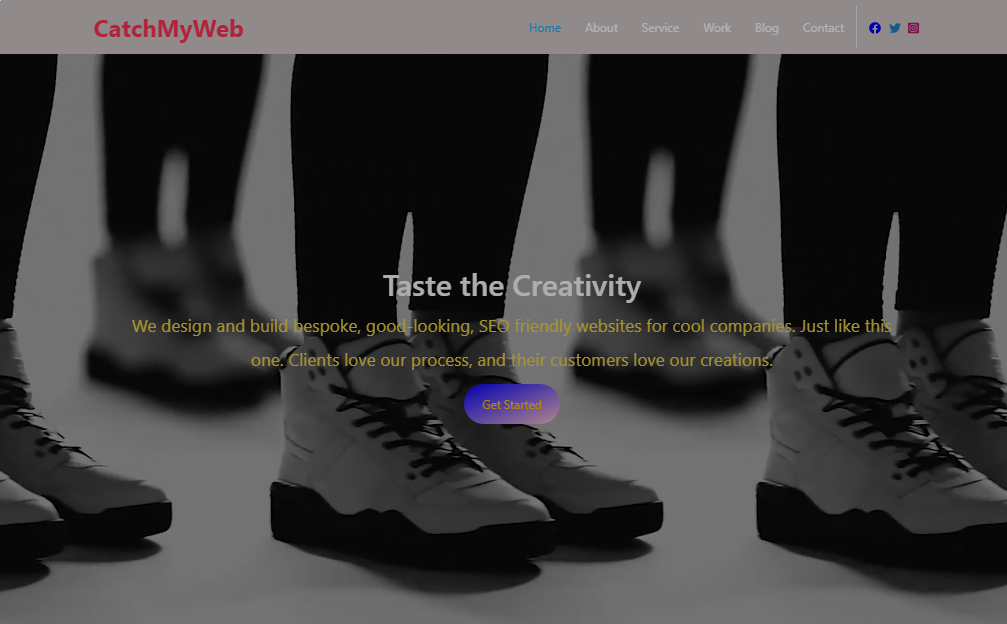 CatchMyWeb
Home About Service Work Blog Contact
Taste the Creativity
We design and build bespoke, good-looking, SEO friendly websites for cool companies. Just like this
one. Clients love our process, and their customers love our creations.
Get Started